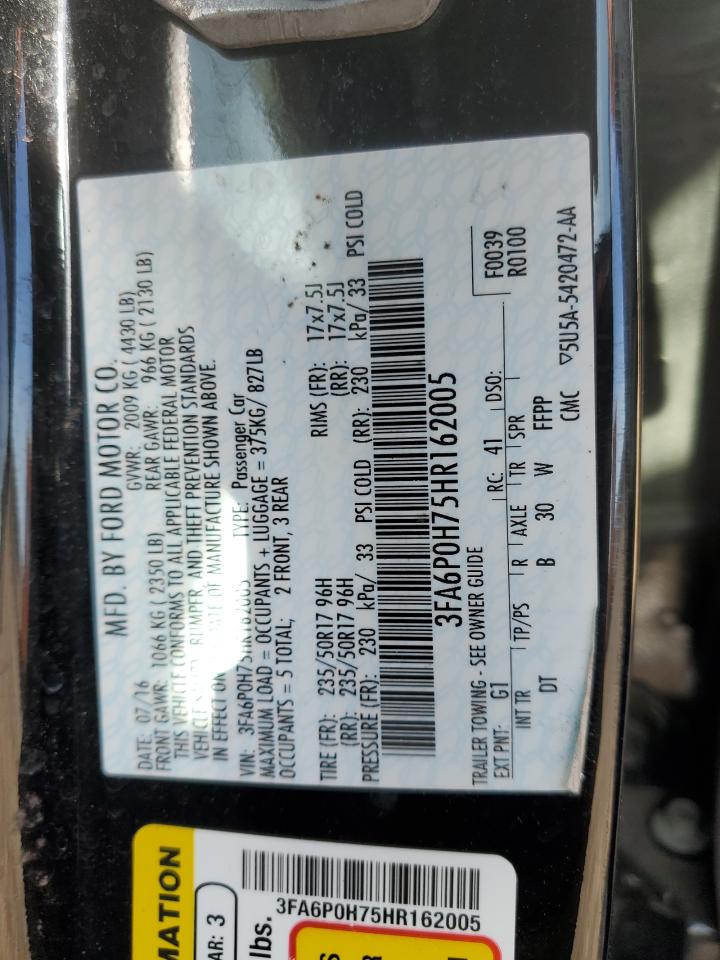 MFD. BY FORD MOTOR CO.
DATE: 07/16 GVWR: 2009 KG ( 4430 LB)
FRONT GAWR: 1066 KG ( 2350 LB) REAR GAWR: 966 KG ( 2130 LB)
THIS VEHICLE CONFORMS TO ALL APPLICABLE FEDERAL MOTOR
VEHICLE BUMPER, AND THEFT PREVENTION STANDARDS
IN EFFECT ON DATE OF MANUFACTURE SHOWN ABOVE.
VIN: 3FA6P0H75HR162005 TYPE: Passenger Car
MAXIMUM LOAD = OCCUPANTS + LUGGAGE = 375KG/ 827LB
OCCUPANTS = 5 TOTAL; 2 FRONT, 3 REAR
TIRE (FR): 235/50R17 96H RIMS (FR): 17x7.5J
(RR): 235/50R17 96H (RR): 17x7.5J
PRESSURE (FR): 230 kPa/ 33 PSI COLD (RR): 230 kPa/ 33 PSI COLD
3FA6P0H75HR162005
TRAILER TOWING - SEE OWNER GUIDE F0039
EXT PNT: G1 RC: 41 DSO: R0100
INT TR TP/PS R AXLE TR SPR
DT B 30 W FFPP
CMC ▽5U5A-5420472-AA
MATION
AR: 3
lbs.
3FA6P0H75HR162005